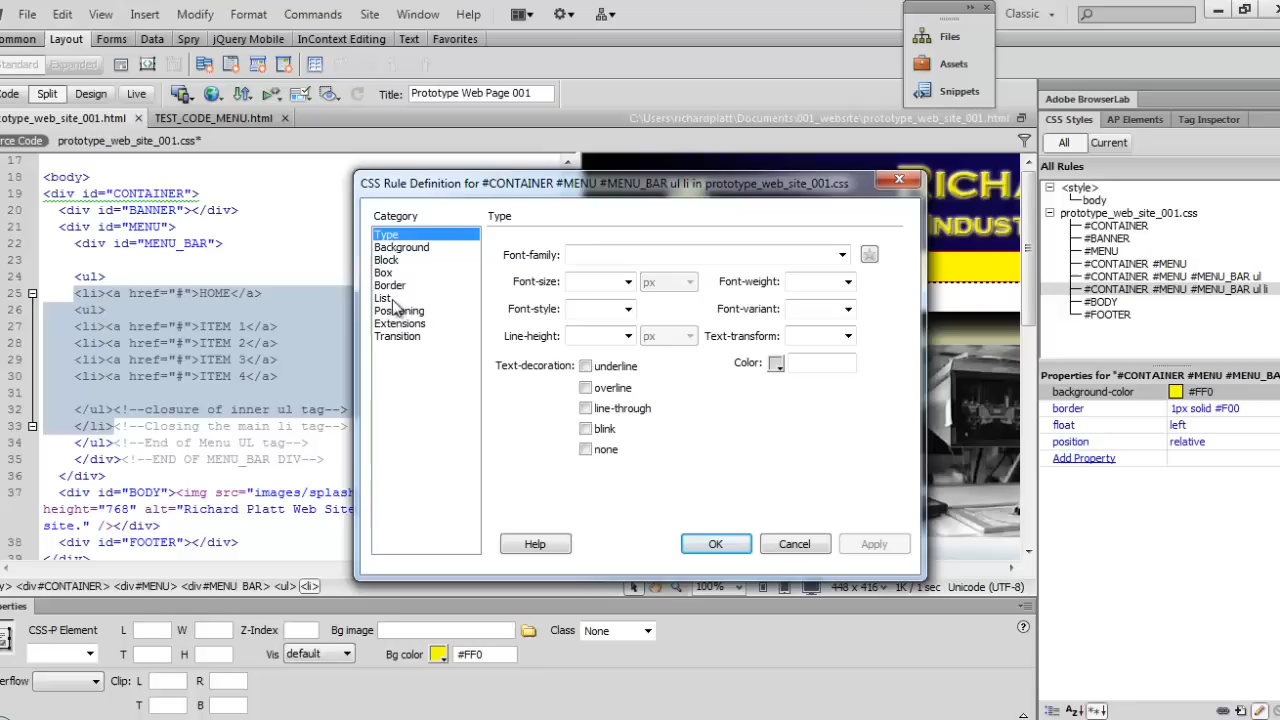 File Edit View Insert Modify Format Commands Site Window Help Classic
Layout Forms Data Spry jQuery Mobile InContext Editing Text Favorites
Standard Expanded
Split Design Live Title: Prototype Web Page 001
Files
Assets
Snippets
TEST_CODE_MENU.html
C:\Users\richardplatt\Documents\001_website\prototype_web_site_001.html
prototype_web_site_001.css*
17
18 <body>
19 <div id="CONTAINER">
20 <div id="BANNER"></div>
21 <div id="MENU">
22 <div id="MENU_BAR">
23
24 <ul>
25 <li><a href="#">HOME</a>
26 <ul>
27 <li><a href="#">ITEM 1</a>
28 <li><a href="#">ITEM 2</a>
29 <li><a href="#">ITEM 3</a>
30 <li><a href="#">ITEM 4</a>
31
32 </ul><!--closure of inner ul tag-->
33 </li><!--Closing the main li tag-->
34 </ul><!--End of Menu UL tag-->
35 </div><!--END OF MENU_BAR DIV-->
36 </div>
37 <div id="BODY"><img src="images/splash
height="768" alt="Richard Platt Web Site
site." /></div>
38 <div id="FOOTER"></div>
39 </div>
CSS Rule Definition for #CONTAINER #MENU #MENU_BAR ul li in prototype_web_site_001.css
Category
Type
Background
Block
Box
Border
List
Positioning
Extensions
Transition
Type
Font-family:
Font-size: px Font-weight:
Font-style: Font-variant:
Line-height: px Text-transform:
Text-decoration: underline Color:
overline
line-through
blink
none
Help OK Cancel Apply
INDUST
Adobe BrowserLab
CSS Styles AP Elements Tag Inspector
All Current
All Rules
<style>
body
prototype_web_site_001.css
#CONTAINER
#BANNER
#MENU
#CONTAINER #MENU
#CONTAINER #MENU #MENU_BAR ul
#CONTAINER #MENU #MENU_BAR ul li
#BODY
#FOOTER
Properties for "#CONTAINER #MENU #MENU_BA
background-color #FF0
border 1px solid #F00
float left
position relative
Add Property
<div#CONTAINER> <div#MENU> <div#MENU_BAR> <ul> <li>
100% 448 x 416 1K / 1 sec Unicode (UTF-8)
CSS-P Element L W Z-Index Bg image Class None
T H Vis default Bg color #FF0
Clip: L R
T B